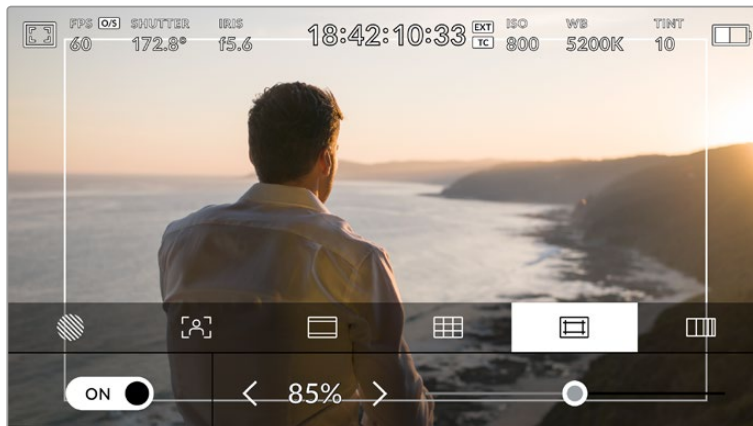 FPS O/S SHUTTER IRIS 18:42:10:33 EXT ISO WB TINT
60 172.8° f5.6 TC 800 5200K 10
ON 85%